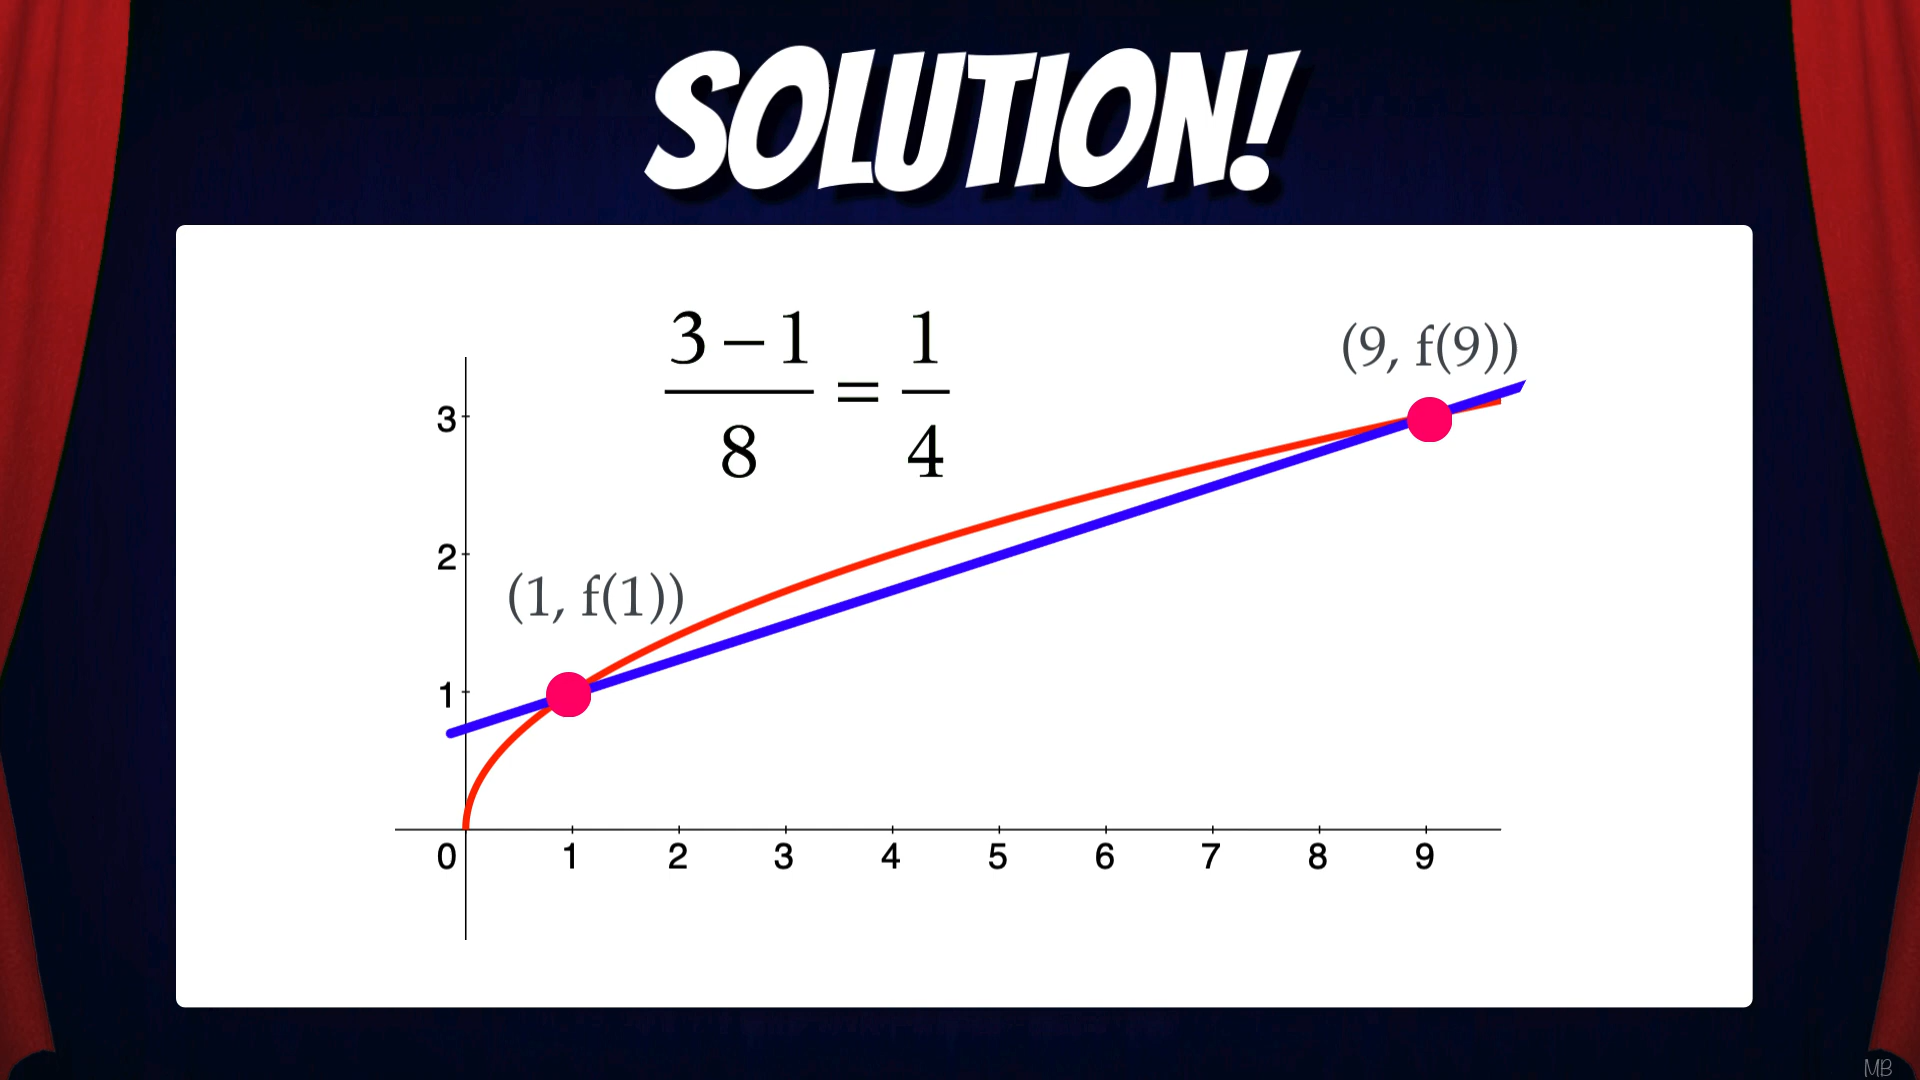 SOLUTION!
3 − 1
8
=
1
4
(9, f(9))
(1, f(1))
3
2
1
0 1 2 3 4 5 6 7 8 9
MB